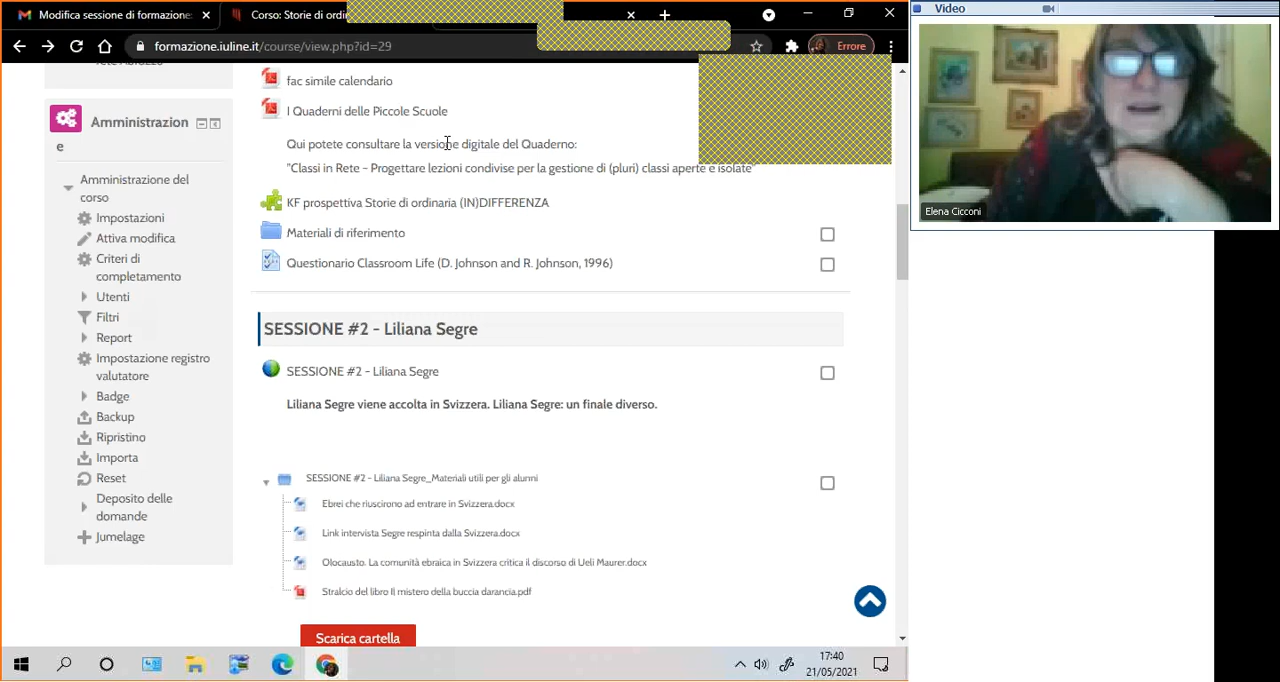 Modifica sessione di formazione:
Corso: Storie di ordi
Video
formazione.iuline.it/course/view.php?id=29
Errore
fac simile calendario
I Quaderni delle Piccole Scuole
Amministrazion
e
Qui potete consultare la versione digitale del Quaderno:
"Classi in Rete – Progettare lezioni condivise per la gestione di (pluri) classi aperte e isolate"
Amministrazione del
corso
Impostazioni
Attiva modifica
Criteri di
completamento
Utenti
Filtri
Report
Impostazione registro
valutatore
Badge
Backup
Ripristino
Importa
Reset
Deposito delle
domande
Jumelage
KF prospettiva Storie di ordinaria (IN)DIFFERENZA
Materiali di riferimento
Questionario Classroom Life (D. Johnson and R. Johnson, 1996)
SESSIONE #2 - Liliana Segre
SESSIONE #2 - Liliana Segre
Liliana Segre viene accolta in Svizzera. Liliana Segre: un finale diverso.
SESSIONE #2 - Liliana Segre_Materiali utili per gli alunni
Ebrei che riuscirono ad entrare in Svizzera.docx
Link intervista Segre respinta dalla Svizzera.docx
Olocausto. La comunità ebraica in Svizzera critica il discorso di Ueli Maurer.docx
Stralcio del libro Il mistero della buccia darancia.pdf
Scarica cartella
Elena Cicconi
17:40
21/05/2021